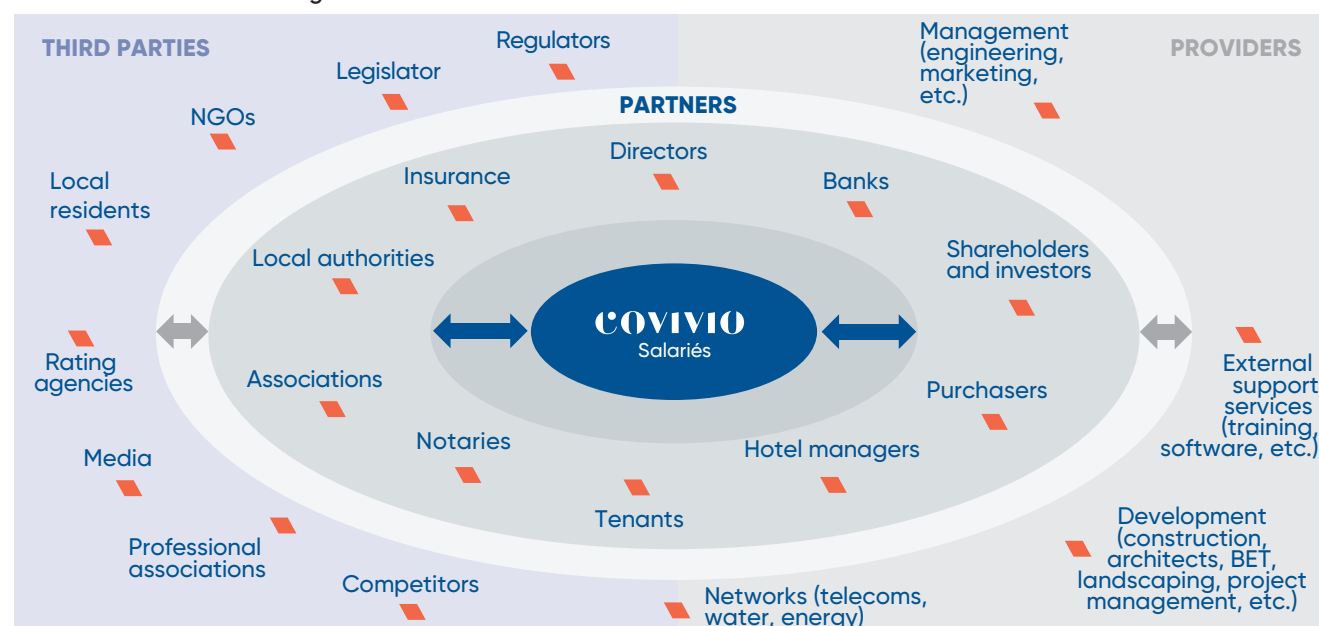 THIRD PARTIES
Regulators
Legislator
NGOs
Local
residents
Rating
agencies
Media
Professional
associations
Competitors
PARTNERS
Directors
Insurance
Banks
Local authorities
Shareholders
and investors
COVIVIO
Salariés
Associations
Purchasers
Notaries
Hotel managers
Tenants
PROVIDERS
Management
(engineering,
marketing,
etc.)
External
support
services
(training,
software, etc.)
Development
(construction,
architects, BET,
landscaping, project
management, etc.)
Networks (telecoms,
water, energy)